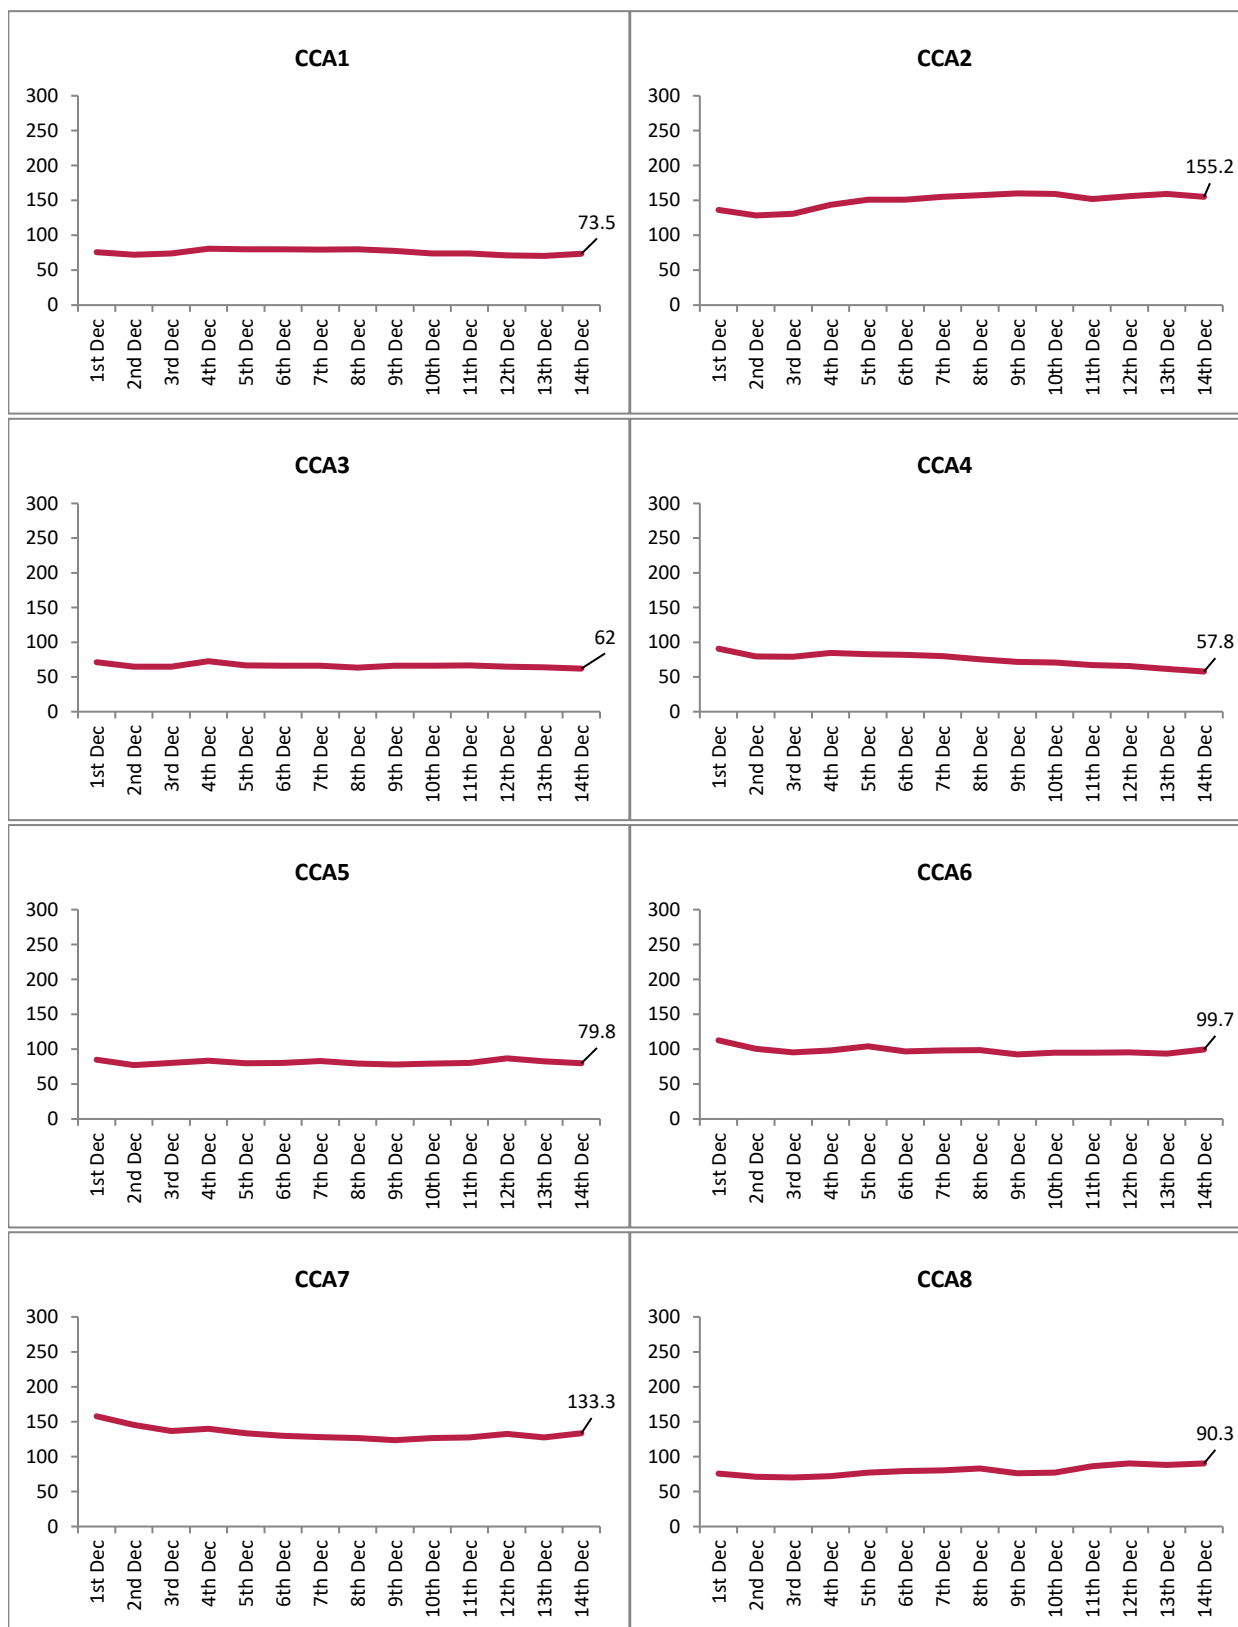 CCA1
300
250
200
150
100
50
0
73.5
1st Dec
2nd Dec
3rd Dec
4th Dec
5th Dec
6th Dec
7th Dec
8th Dec
9th Dec
10th Dec
11th Dec
12th Dec
13th Dec
14th Dec
CCA2
300
250
200
150
100
50
0
155.2
1st Dec
2nd Dec
3rd Dec
4th Dec
5th Dec
6th Dec
7th Dec
8th Dec
9th Dec
10th Dec
11th Dec
12th Dec
13th Dec
14th Dec
CCA3
300
250
200
150
100
50
0
62
1st Dec
2nd Dec
3rd Dec
4th Dec
5th Dec
6th Dec
7th Dec
8th Dec
9th Dec
10th Dec
11th Dec
12th Dec
13th Dec
14th Dec
CCA4
300
250
200
150
100
50
0
57.8
1st Dec
2nd Dec
3rd Dec
4th Dec
5th Dec
6th Dec
7th Dec
8th Dec
9th Dec
10th Dec
11th Dec
12th Dec
13th Dec
14th Dec
CCA5
300
250
200
150
100
50
0
79.8
1st Dec
2nd Dec
3rd Dec
4th Dec
5th Dec
6th Dec
7th Dec
8th Dec
9th Dec
10th Dec
11th Dec
12th Dec
13th Dec
14th Dec
CCA6
300
250
200
150
100
50
0
99.7
1st Dec
2nd Dec
3rd Dec
4th Dec
5th Dec
6th Dec
7th Dec
8th Dec
9th Dec
10th Dec
11th Dec
12th Dec
13th Dec
14th Dec
CCA7
300
250
200
150
100
50
0
133.3
1st Dec
2nd Dec
3rd Dec
4th Dec
5th Dec
6th Dec
7th Dec
8th Dec
9th Dec
10th Dec
11th Dec
12th Dec
13th Dec
14th Dec
CCA8
300
250
200
150
100
50
0
90.3
1st Dec
2nd Dec
3rd Dec
4th Dec
5th Dec
6th Dec
7th Dec
8th Dec
9th Dec
10th Dec
11th Dec
12th Dec
13th Dec
14th Dec